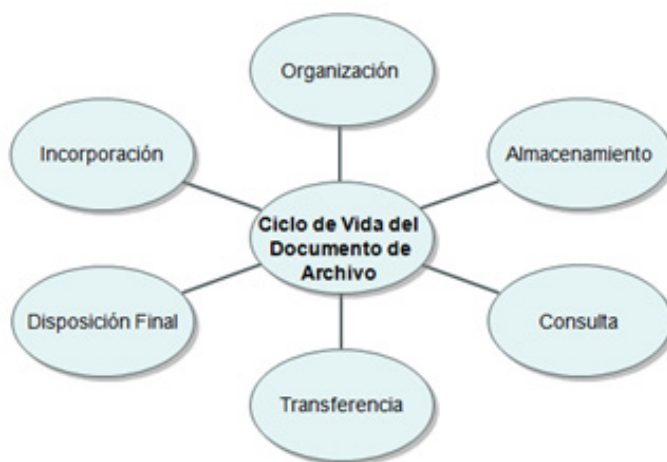 Organización
Incorporación
Almacenamiento
Ciclo de Vida del
Documento de
Archivo
Disposición Final
Consulta
Transferencia